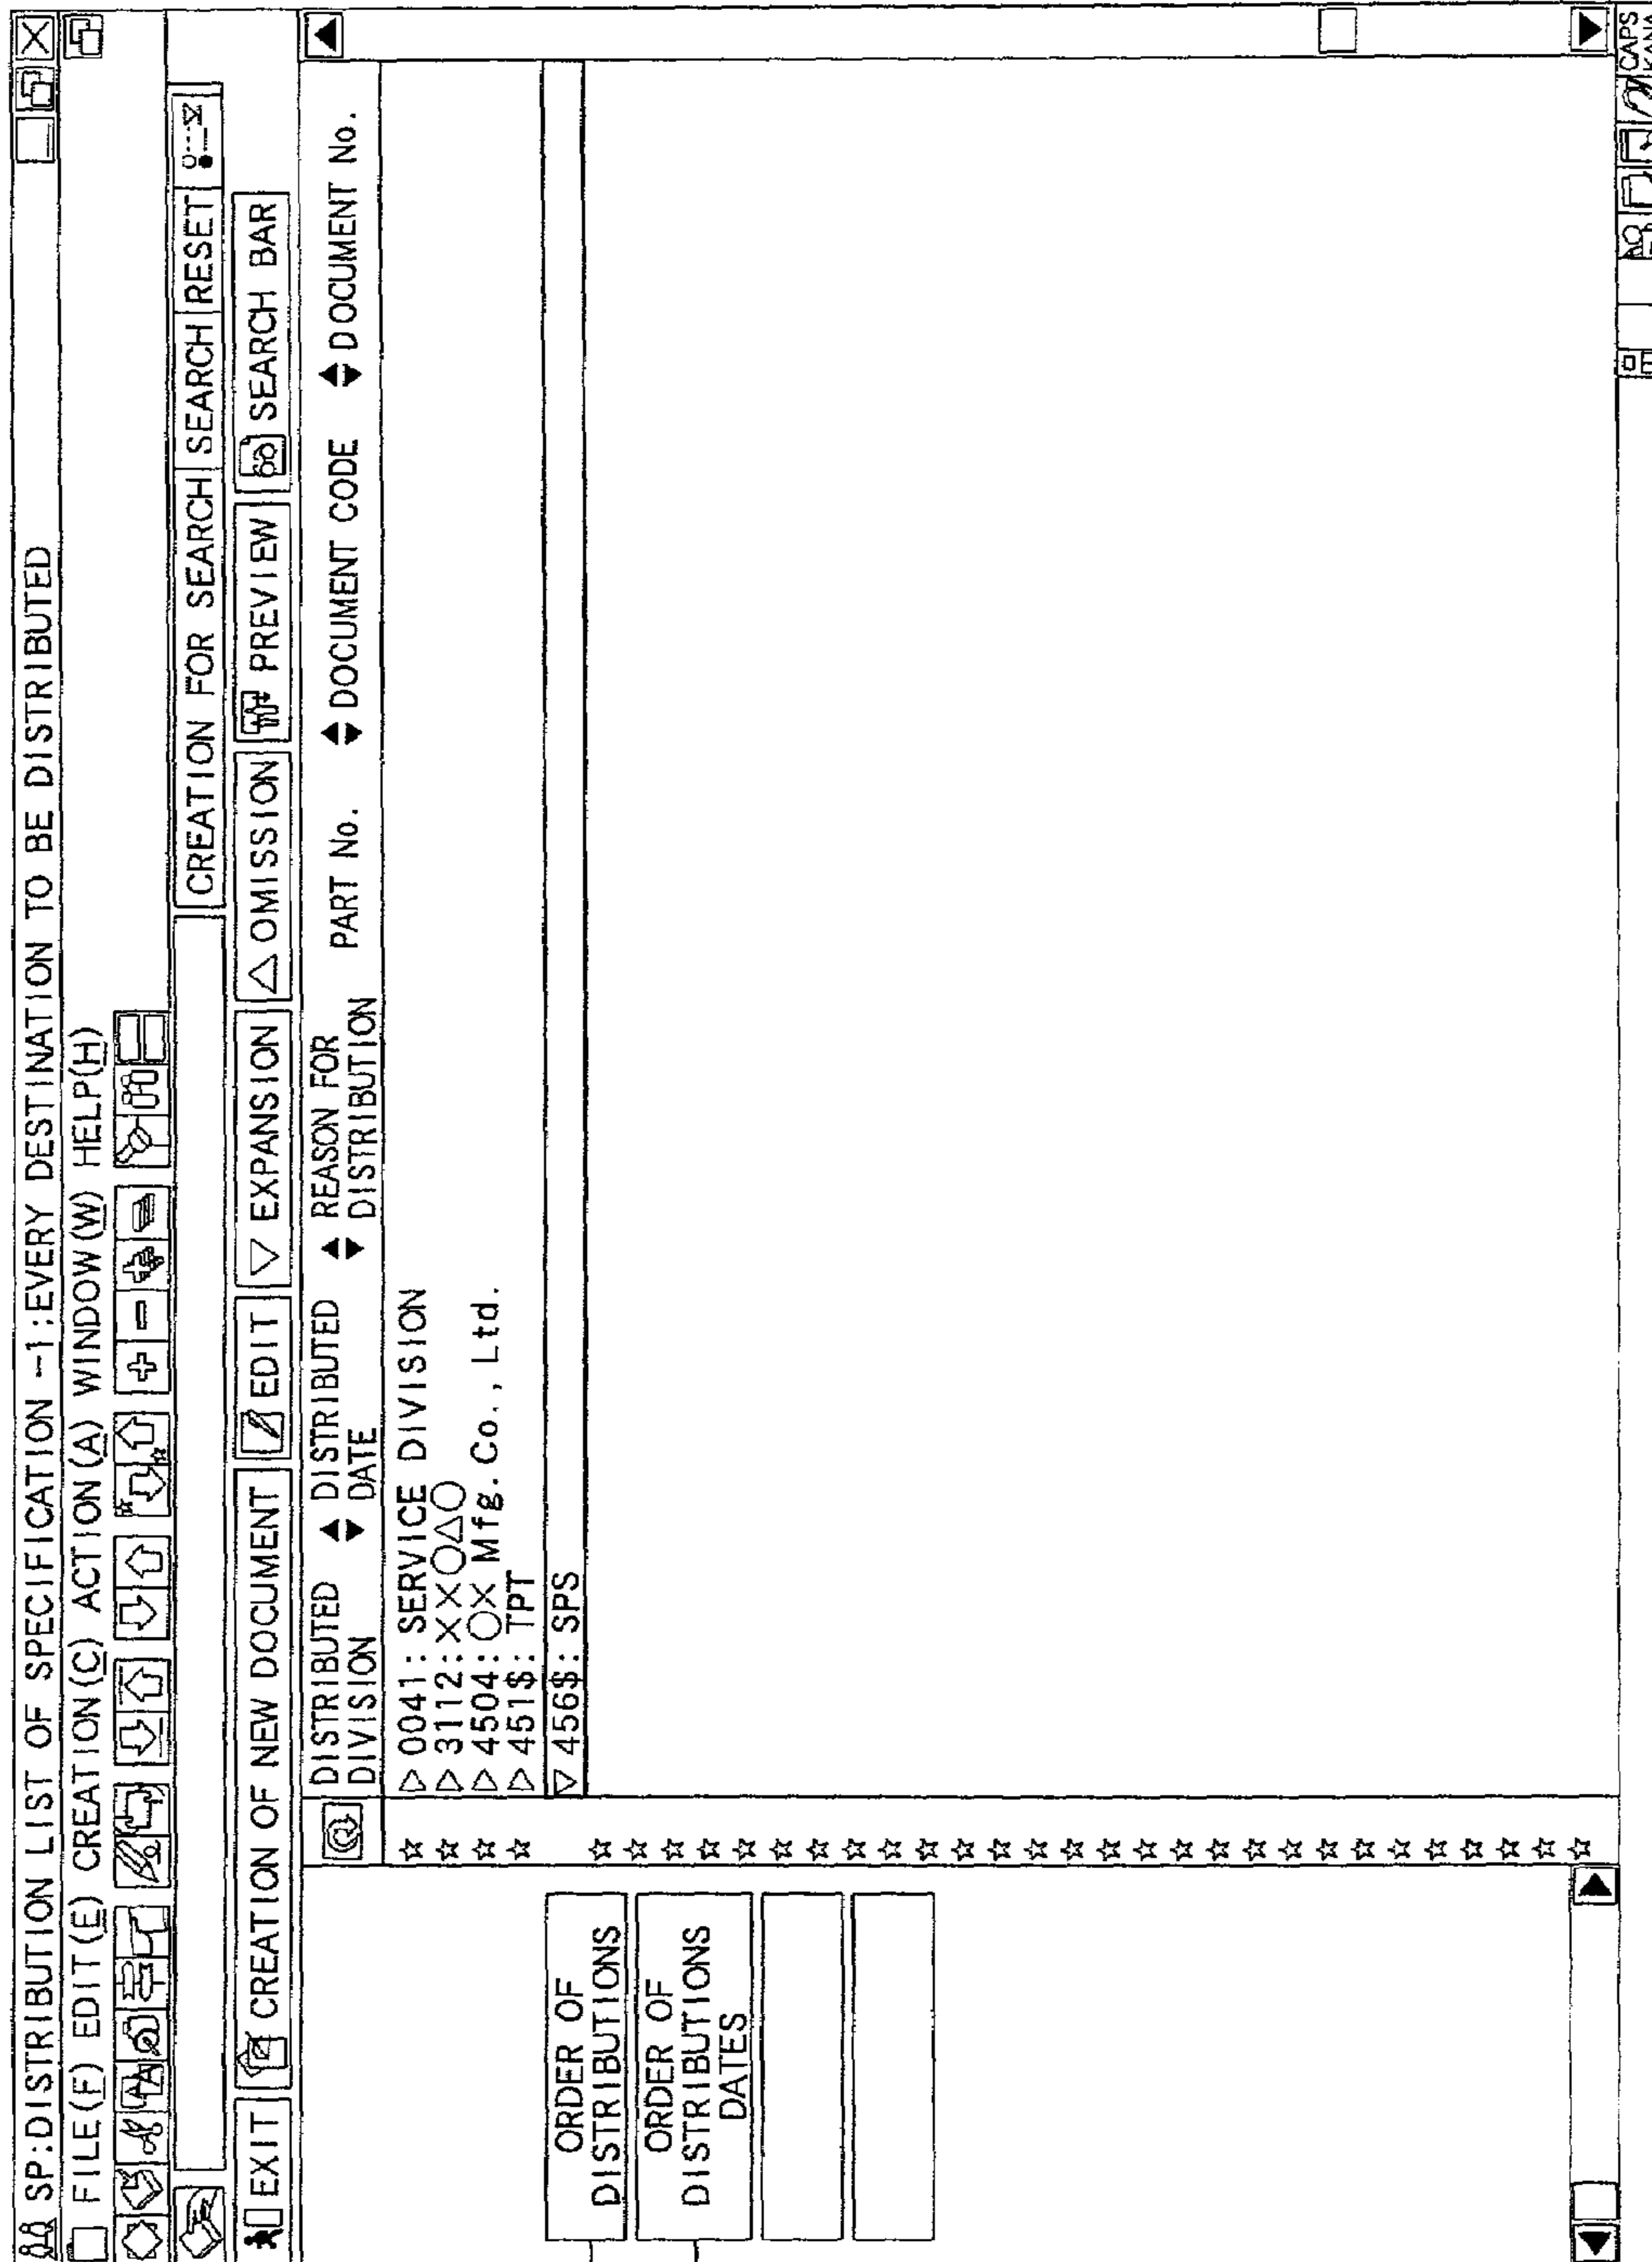 SP:DISTRIBUTION LIST OF SPECIFICATION --1:EVERY DESTINATION TO BE DISTRIBUTED
FILE(F) EDIT(E) CREATION(C) ACTION(A) WINDOW(W) HELP(H)
CREATION FOR SEARCH SEARCH RESET
EXIT CREATION OF NEW DOCUMENT EDIT ▽ EXPANSION △ OMISSION PREVIEW SEARCH BAR
DISTRIBUTED DIVISION ▲▼ DISTRIBUTED DATE ▲▼ REASON FOR DISTRIBUTION PART No. ▲▼ DOCUMENT CODE ▲▼ DOCUMENT No.
▷ 0041: SERVICE DIVISION
▷ 3112: ××○△○
▷ 4504: ○× Mfg.Co.,Ltd.
▷ 451$: TPT
▽ 456$: SPS
ORDER OF
DISTRIBUTIONS
ORDER OF
DISTRIBUTIONS
DATES
CAPS
KANA